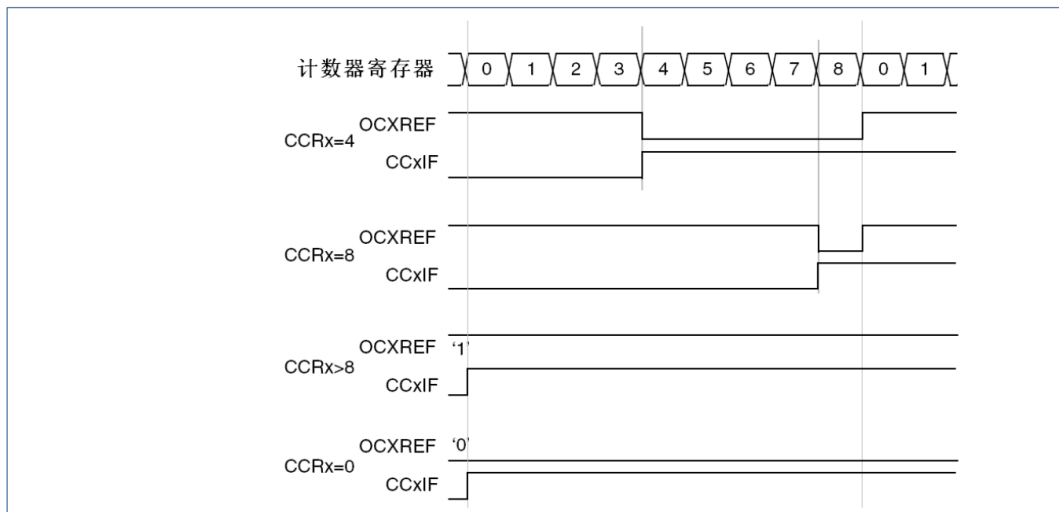 计数器寄存器 0 1 2 3 4 5 6 7 8 0 1
OCXREF
CCRx=4
CCxIF
OCXREF
CCRx=8
CCxIF
OCXREF ‘1’
CCRx>8
CCxIF
OCXREF ‘0’
CCRx=0
CCxIF